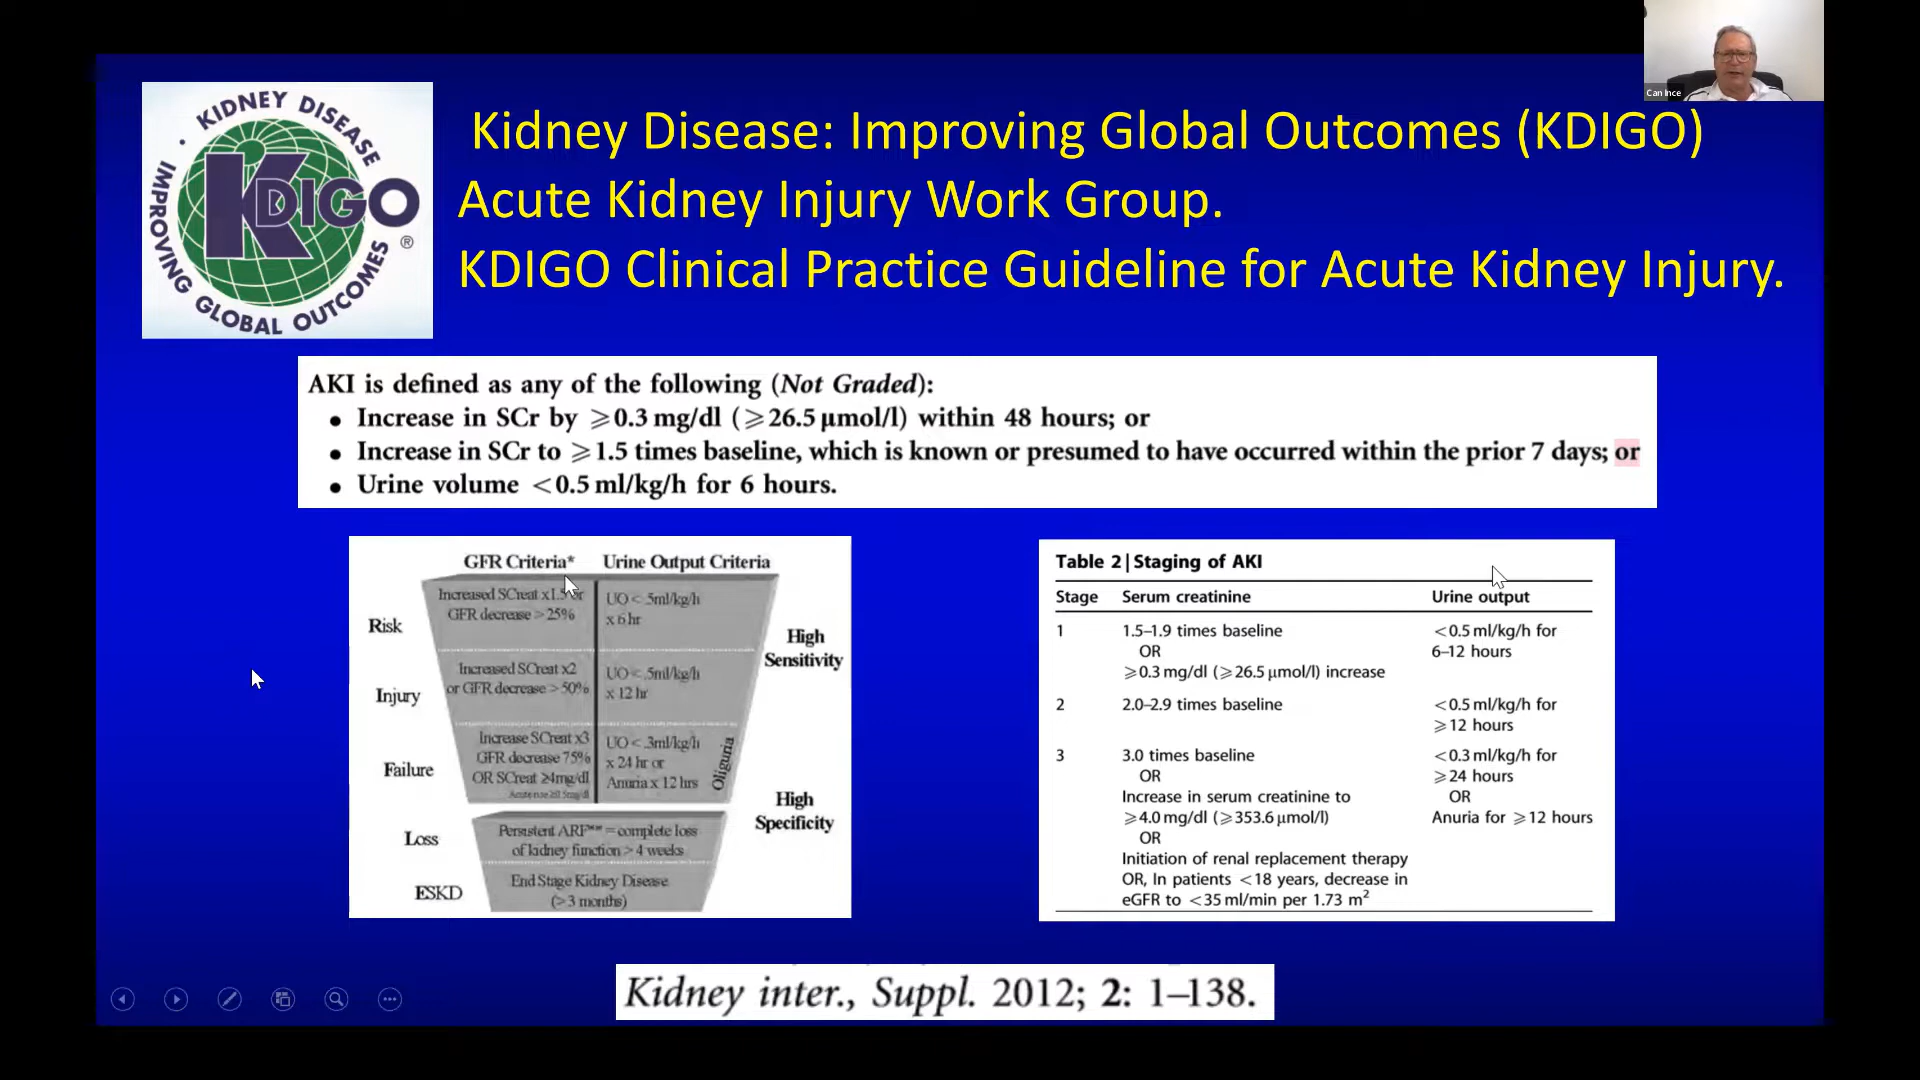 Can Ince
KIDNEY DISEASE
IMPROVING GLOBAL OUTCOMES
KDIGO
®
Kidney Disease: Improving Global Outcomes (KDIGO)
Acute Kidney Injury Work Group.
KDIGO Clinical Practice Guideline for Acute Kidney Injury.
AKI is defined as any of the following (Not Graded):
• Increase in SCr by ⩾0.3 mg/dl (⩾26.5 µmol/l) within 48 hours; or
• Increase in SCr to ⩾1.5 times baseline, which is known or presumed to have occurred within the prior 7 days; or
• Urine volume <0.5 ml/kg/h for 6 hours.
GFR Criteria* Urine Output Criteria
Risk
Increased SCreat x1.5 or
GFR decrease > 25%
UO < .5ml/kg/h
x 6 hr
High
Sensitivity
Injury
Increased SCreat x2
or GFR decrease > 50%
UO < .5ml/kg/h
x 12 hr
Failure
Increase SCreat x3
GFR decrease 75%
OR SCreat ≥4mg/dl
UO < .3ml/kg/h
x 24 hr or
Anuria x 12 hrs
Oliguria
High
Specificity
Loss
Persistent ARF** = complete loss
of kidney function > 4 weeks
ESKD
End Stage Kidney Disease
(> 3 months)
Table 2 | Staging of AKI
Stage Serum creatinine Urine output
1 1.5–1.9 times baseline <0.5 ml/kg/h for
OR 6–12 hours
⩾0.3 mg/dl (⩾26.5 µmol/l) increase
2 2.0–2.9 times baseline <0.5 ml/kg/h for
⩾12 hours
3 3.0 times baseline <0.3 ml/kg/h for
OR ⩾24 hours
Increase in serum creatinine to OR
⩾4.0 mg/dl (⩾353.6 µmol/l) Anuria for ⩾12 hours
OR
Initiation of renal replacement therapy
OR, In patients <18 years, decrease in
eGFR to <35 ml/min per 1.73 m²
Kidney inter., Suppl. 2012; 2: 1–138.